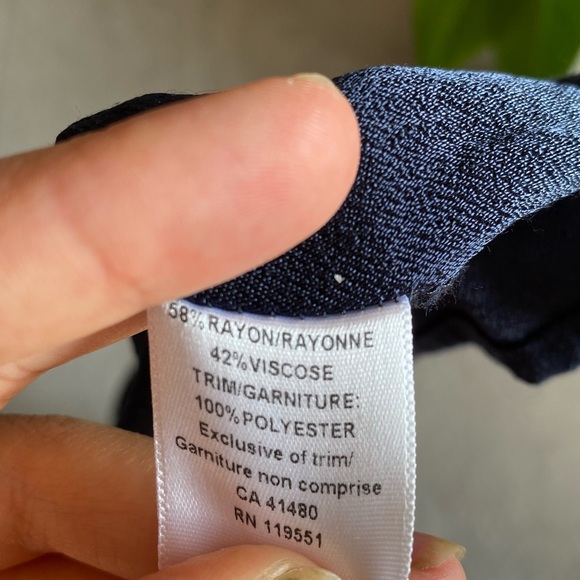 58% RAYON/RAYONNE
42% VISCOSE
TRIM/GARNITURE:
100% POLYESTER
Exclusive of trim/
Garniture non comprise
CA 41480
RN 119551